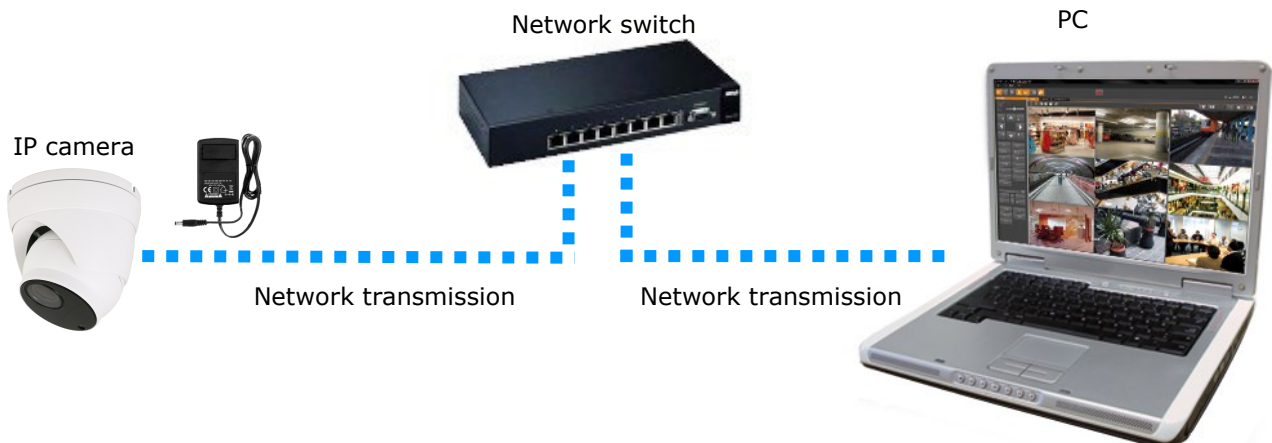 Network switch
PC
IP camera
Network transmission
Network transmission